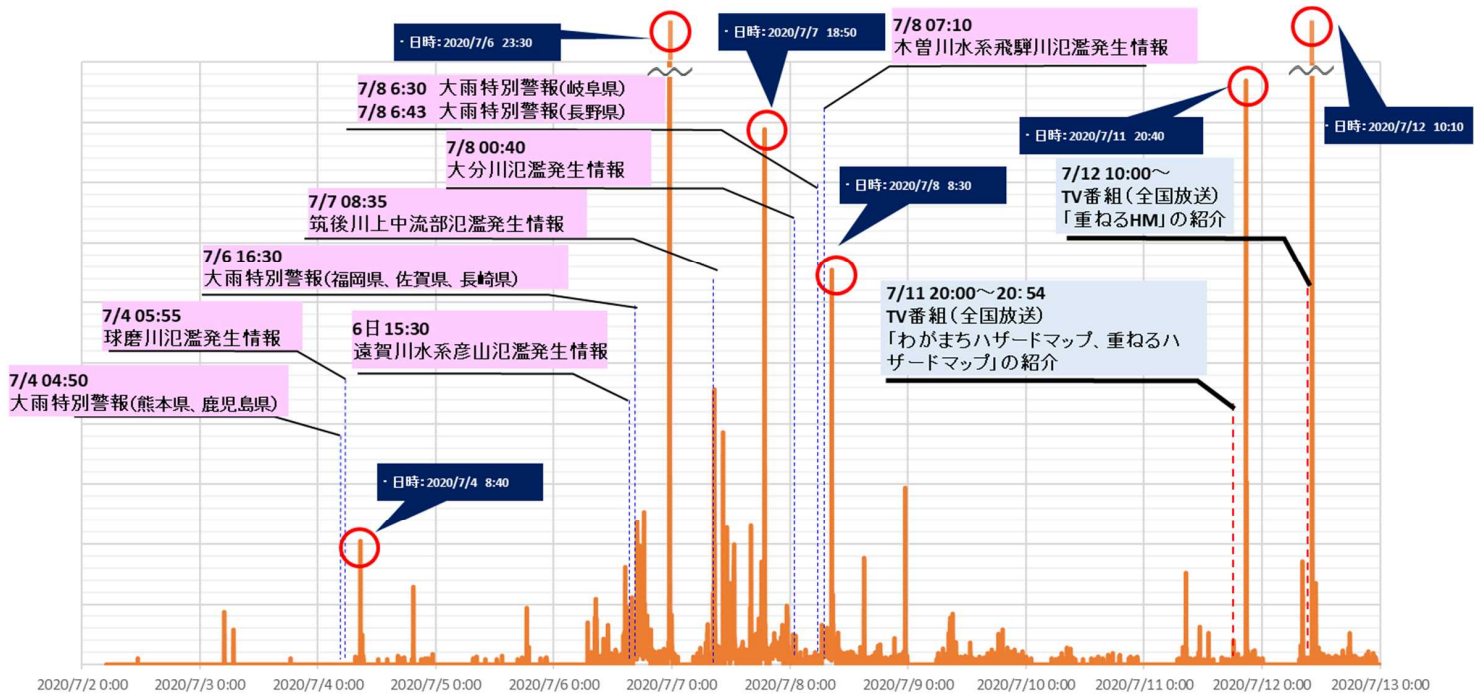 ・日時：2020/7/6 23:30
・日時：2020/7/7 18:50
7/8 07:10
木曽川水系飛騨川氾濫発生情報
7/8 6:30 大雨特別警報(岐阜県)
7/8 6:43 大雨特別警報(長野県)
・日時：2020/7/11 20:40
・日時：2020/7/12 10:10
7/8 00:40
大分川氾濫発生情報
・日時：2020/7/8 8:30
7/12 10:00～
TV番組（全国放送）
「重ねるHM」の紹介
7/7 08:35
筑後川上中流部氾濫発生情報
7/6 16:30
大雨特別警報(福岡県、佐賀県、長崎県)
7/11 20:00～20：54
TV番組（全国放送）
「わがまちハザードマップ、重ねるハ
ザードマップ」の紹介
7/4 05:55
球磨川氾濫発生情報
6日 15:30
遠賀川水系彦山氾濫発生情報
7/4 04:50
大雨特別警報(熊本県、鹿児島県)
・日時：2020/7/4 8:40
2020/7/2 0:00
2020/7/3 0:00
2020/7/4 0:00
2020/7/5 0:00
2020/7/6 0:00
2020/7/7 0:00
2020/7/8 0:00
2020/7/9 0:00
2020/7/10 0:00
2020/7/11 0:00
2020/7/12 0:00
2020/7/13 0:00